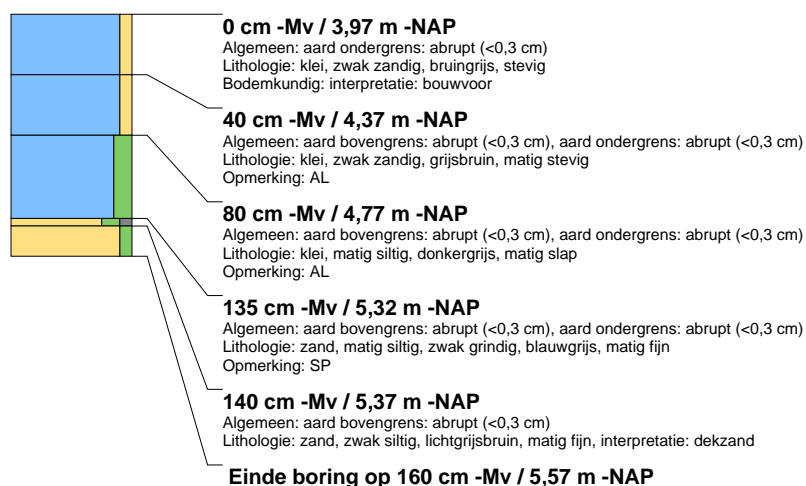 0 cm -Mv / 3,97 m -NAP
Algemeen: aard ondergrens: abrupt (<0,3 cm)
Lithologie: klei, zwak zandig, bruingrijs, stevig
Bodemkundig: interpretatie: bouwvoor
40 cm -Mv / 4,37 m -NAP
Algemeen: aard bovengrens: abrupt (<0,3 cm), aard ondergrens: abrupt (<0,3 cm)
Lithologie: klei, zwak zandig, grijsbruin, matig stevig
Opmerking: AL
80 cm -Mv / 4,77 m -NAP
Algemeen: aard bovengrens: abrupt (<0,3 cm), aard ondergrens: abrupt (<0,3 cm)
Lithologie: klei, matig siltig, donkergrijs, matig slap
Opmerking: AL
135 cm -Mv / 5,32 m -NAP
Algemeen: aard bovengrens: abrupt (<0,3 cm), aard ondergrens: abrupt (<0,3 cm)
Lithologie: zand, matig siltig, zwak grindig, blauwgrijs, matig fijn
Opmerking: SP
140 cm -Mv / 5,37 m -NAP
Algemeen: aard bovengrens: abrupt (<0,3 cm)
Lithologie: zand, zwak siltig, lichtgrijsbruin, matig fijn, interpretatie: dekzand
Einde boring op 160 cm -Mv / 5,57 m -NAP